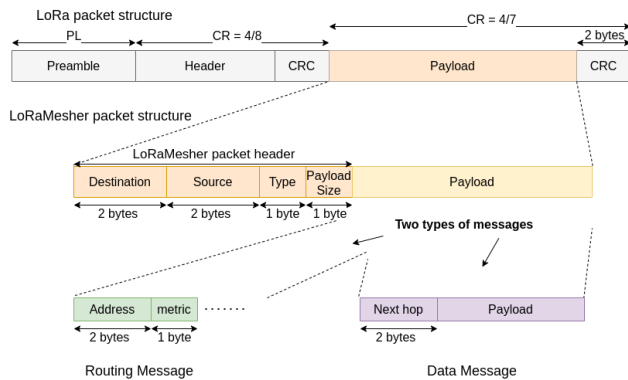 LoRa packet structure
PL
CR = 4/8
CR = 4/7
2 bytes
Preamble
Header
CRC
Payload
CRC
LoRaMesher packet structure
LoRaMesher packet header
Destination
Source
Type
Payload
Size
Payload
2 bytes
2 bytes
1 byte
1 byte
Two types of messages
Address
metric
.......
Next hop
Payload
2 bytes
1 byte
2 bytes
Routing Message
Data Message